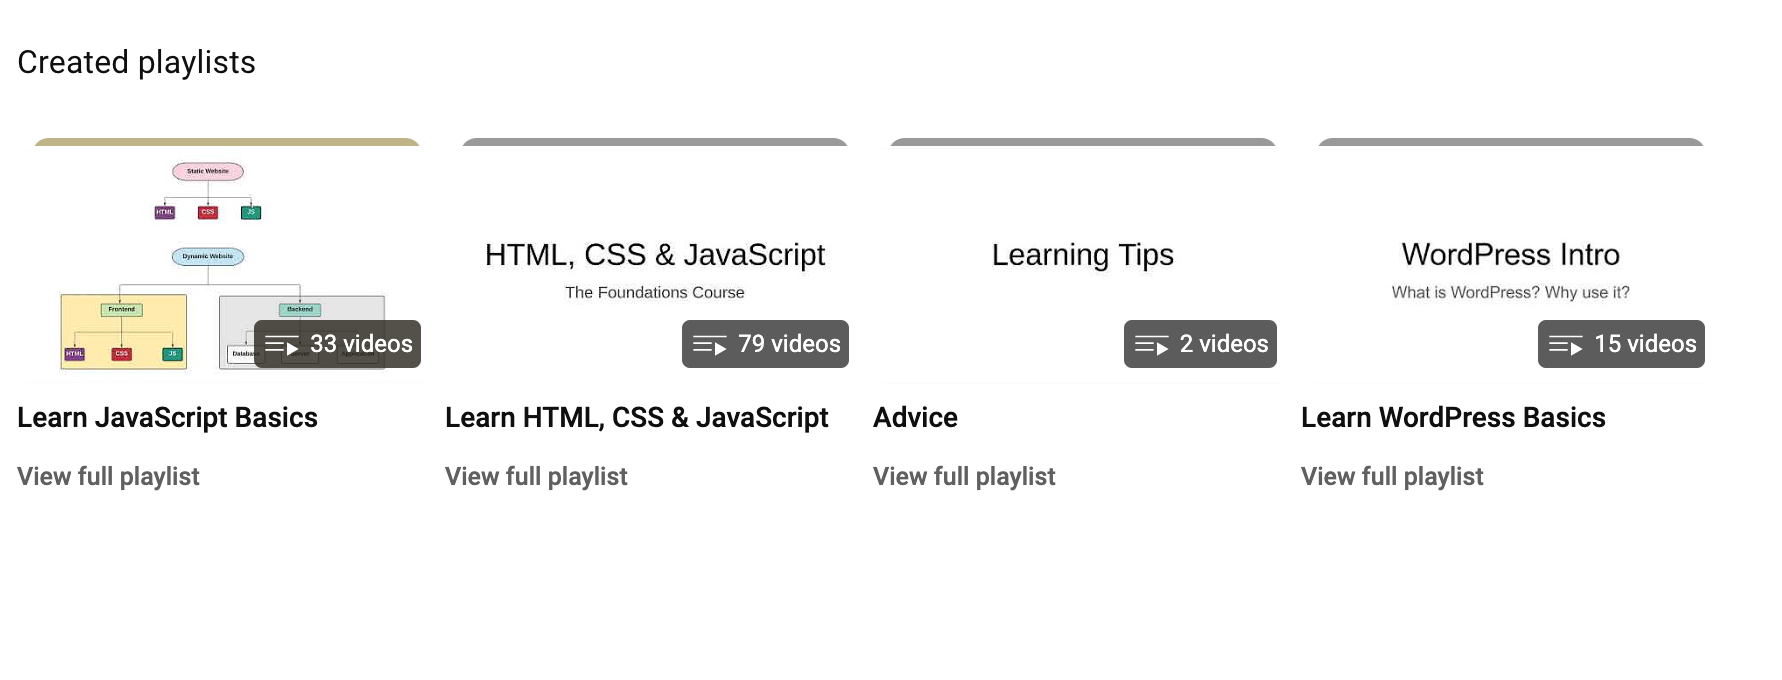 Created playlists
Static Website
HTML CSS JS
Dynamic Website
Frontend Backend
HTML CSS JS
33 videos
Learn JavaScript Basics
View full playlist
HTML, CSS & JavaScript
The Foundations Course
79 videos
Learn HTML, CSS & JavaScript
View full playlist
Learning Tips
2 videos
Advice
View full playlist
WordPress Intro
What is WordPress? Why use it?
15 videos
Learn WordPress Basics
View full playlist